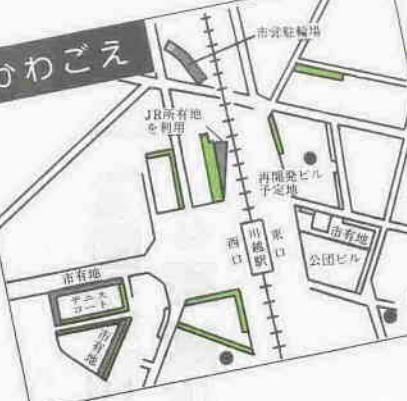 かわごえ
市営駐輪場
JR所有地
を利用
再開発ビル
予定地
西口
川越駅
東口
市有地
公団ビル
市有地
テニス
コート
市有地